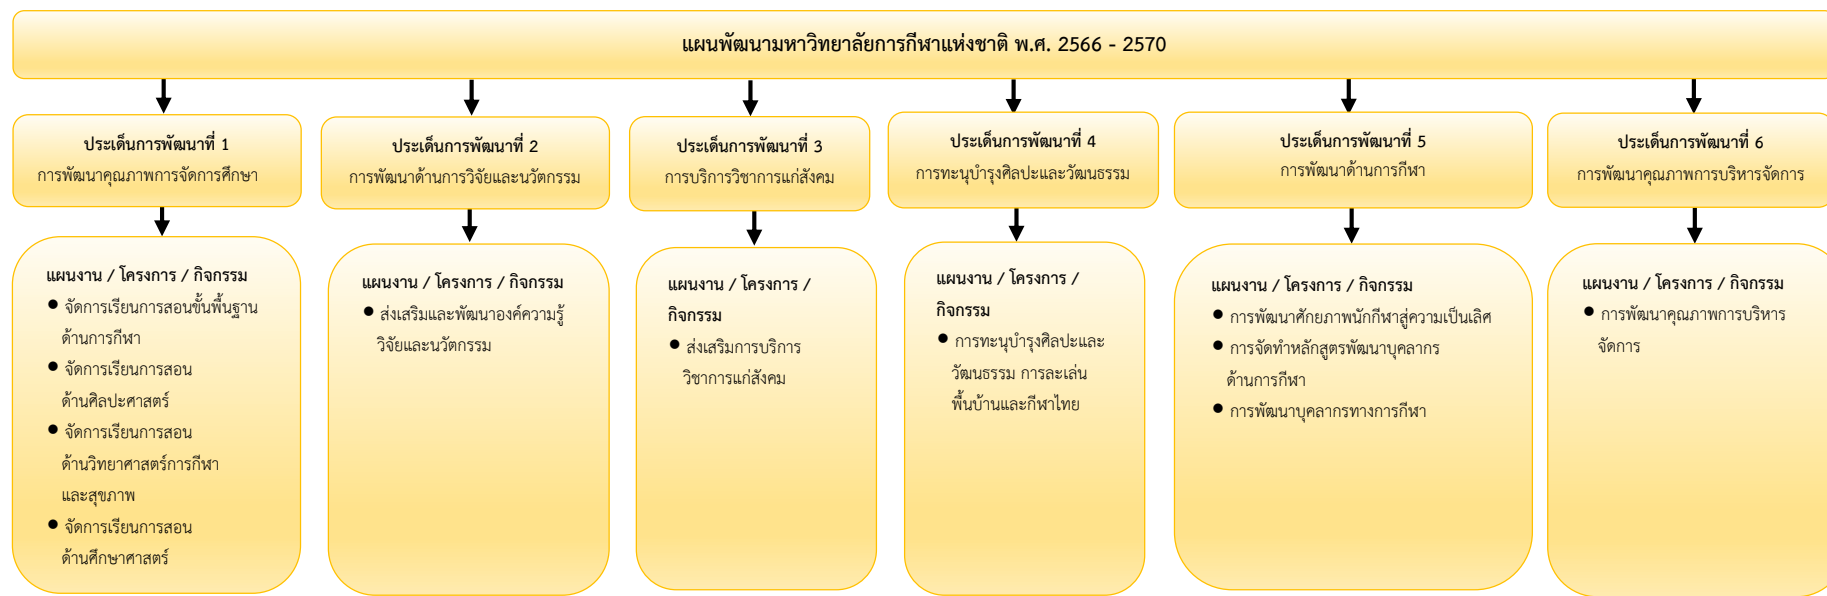 แผนพัฒนามหาวิทยาลัยการกีฬาแห่งชาติ พ.ศ. 2566 - 2570
ประเด็นการพัฒนาที่ 1
การพัฒนาคุณภาพการจัดการศึกษา
แผนงาน / โครงการ / กิจกรรม
● จัดการเรียนการสอนขั้นพื้นฐาน
ด้านการกีฬา
● จัดการเรียนการสอน
ด้านศิลปะศาสตร์
● จัดการเรียนการสอน
ด้านวิทยาศาสตร์การกีฬา
และสุขภาพ
● จัดการเรียนการสอน
ด้านศึกษาศาสตร์
ประเด็นการพัฒนาที่ 2
การพัฒนาด้านการวิจัยและนวัตกรรม
แผนงาน / โครงการ / กิจกรรม
● ส่งเสริมและพัฒนาองค์ความรู้
วิจัยและนวัตกรรม
ประเด็นการพัฒนาที่ 3
การบริการวิชาการแก่สังคม
แผนงาน / โครงการ /
กิจกรรม
● ส่งเสริมการบริการ
วิชาการแก่สังคม
ประเด็นการพัฒนาที่ 4
การทะนุบำรุงศิลปะและวัฒนธรรม
แผนงาน / โครงการ /
กิจกรรม
● การทะนุบำรุงศิลปะและ
วัฒนธรรม การละเล่น
พื้นบ้านและกีฬาไทย
ประเด็นการพัฒนาที่ 5
การพัฒนาด้านการกีฬา
แผนงาน / โครงการ / กิจกรรม
● การพัฒนาศักยภาพนักกีฬาสู่ความเป็นเลิศ
● การจัดทำหลักสูตรพัฒนาบุคลากร
ด้านการกีฬา
● การพัฒนาบุคลากรทางการกีฬา
ประเด็นการพัฒนาที่ 6
การพัฒนาคุณภาพการบริหารจัดการ
แผนงาน / โครงการ / กิจกรรม
● การพัฒนาคุณภาพการบริหาร
จัดการ